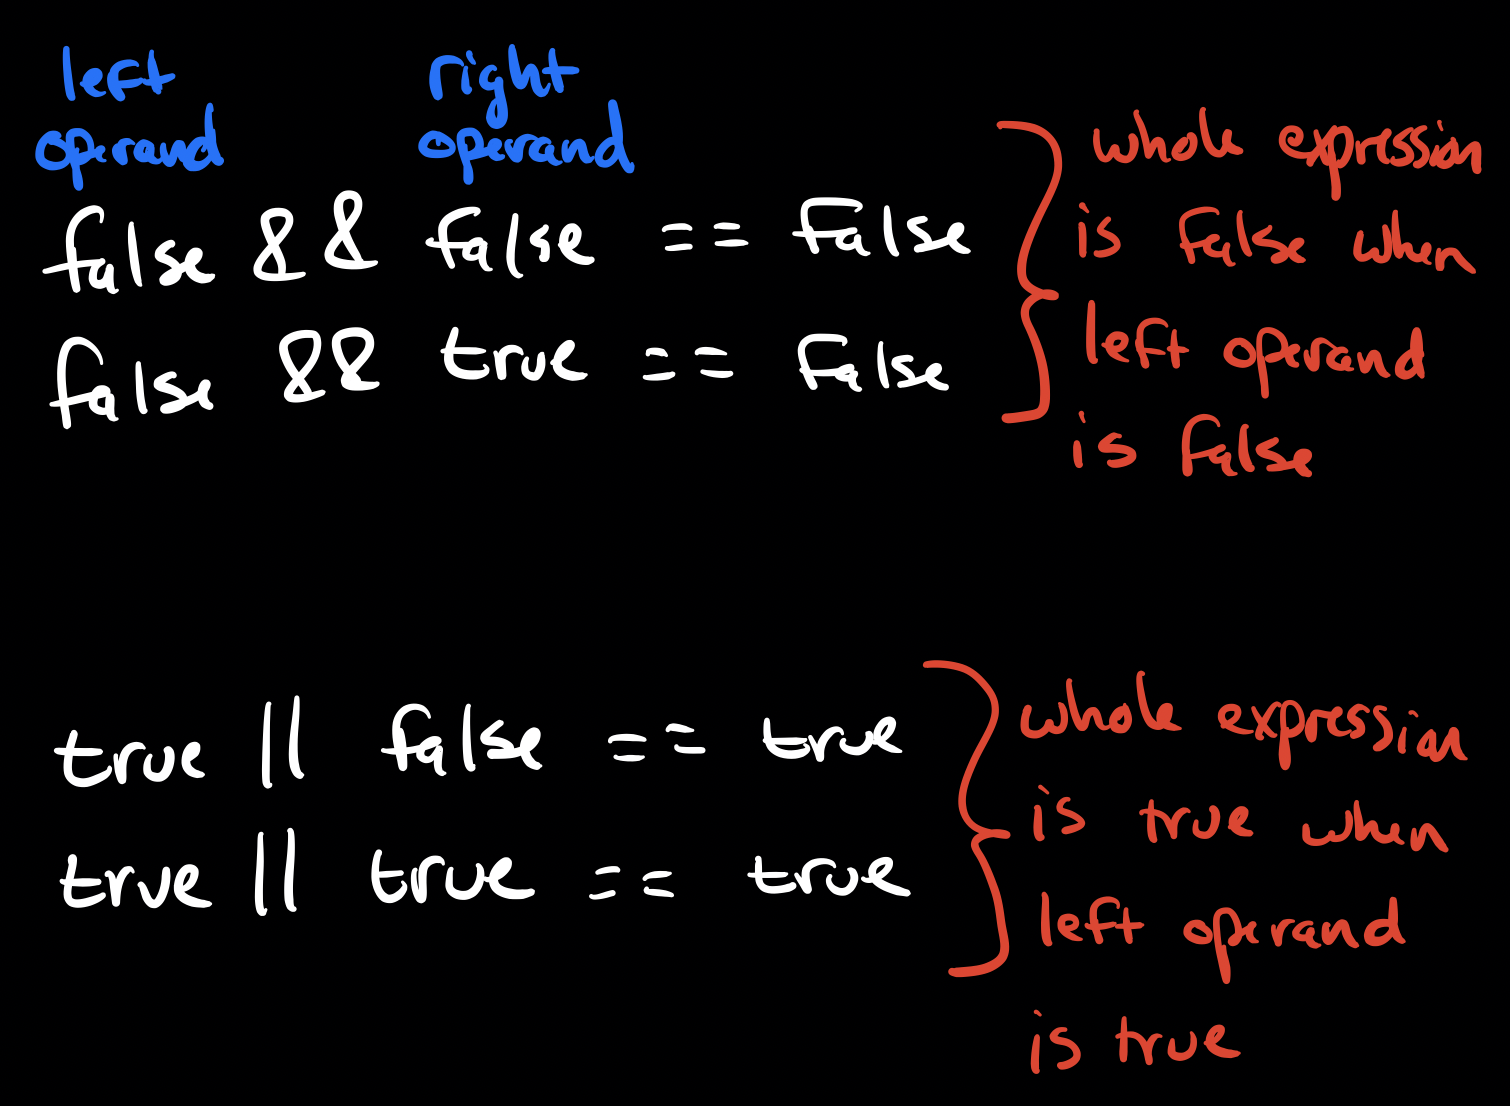 left
operand
right
operand
false && false == false
false && true == false
whole expression
is false when
left operand
is false
true || false == true
true || true == true
whole expression
is true when
left operand
is true